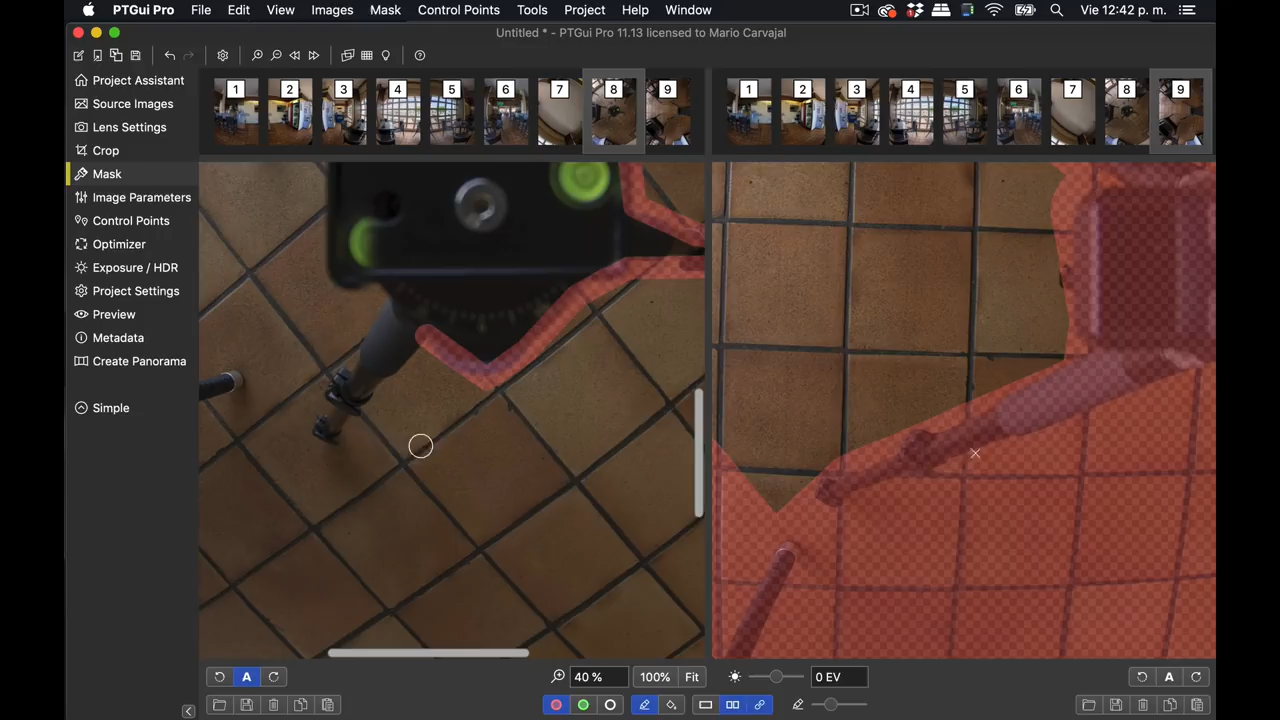 PTGui Pro File Edit View Images Mask Control Points Tools Project Help Window Vie 12:42 p. m.
Untitled * - PTGui Pro 11.13 licensed to Mario Carvajal
1 2 3 4 5 6 7 8 9
1 2 3 4 5 6 7 8 9
Project Assistant
Source Images
Lens Settings
Crop
Mask
Image Parameters
Control Points
Optimizer
Exposure / HDR
Project Settings
Preview
Metadata
Create Panorama
Simple
A 40 % 100% Fit 0 EV A